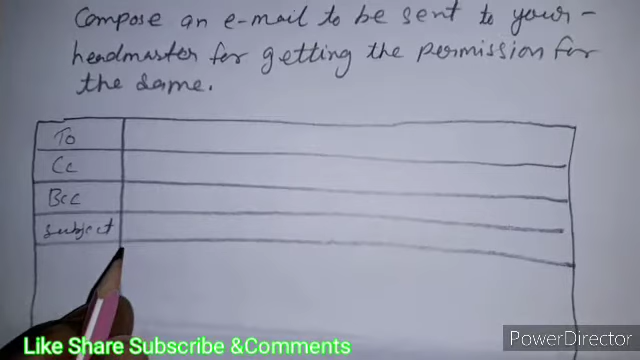 Compose an e-mail to be sent to your-
headmaster for getting the permission for
the same.
To
Cc
Bcc
Subject
Like Share Subscribe &Comments
PowerDirector